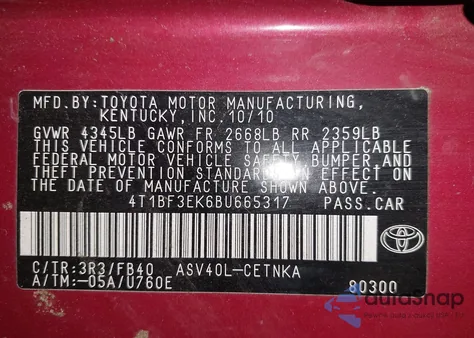 MFD. BY: TOYOTA MOTOR MANUFACTURING,
KENTUCKY, INC. 10/10
GVWR 4345LB GAWR FR 2668LB RR 2359LB
THIS VEHICLE CONFORMS TO ALL APPLICABLE
FEDERAL MOTOR VEHICLE SAFETY, BUMPER, AND
THEFT PREVENTION STANDARDS IN EFFECT ON
THE DATE OF MANUFACTURE SHOWN ABOVE.
4T1BF3EK6BU665317 PASS. CAR
C/TR: 3R3/FB40 ASV40L-CETNKA
A/TM: -05A/U760E 80300
TOYOTA
autosnap